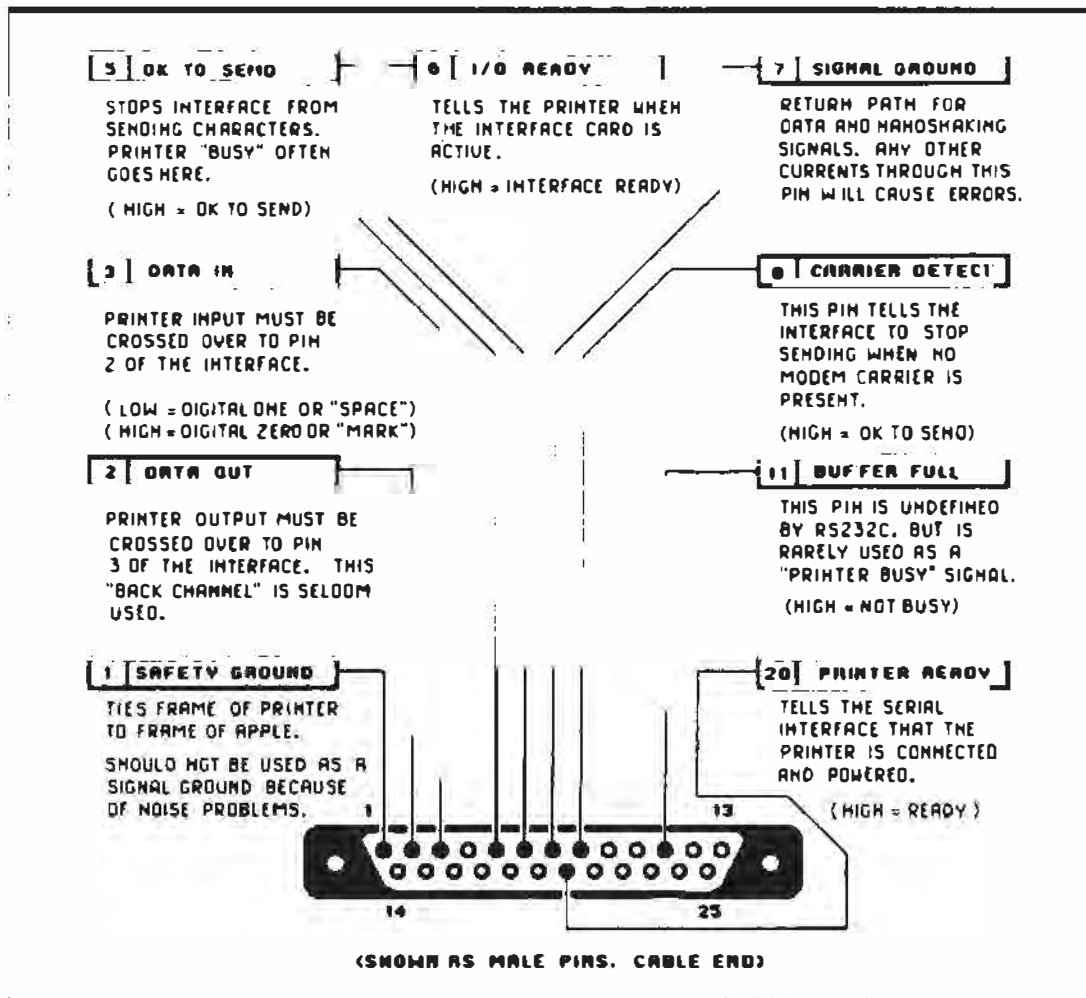 5 OK TO SEND
STOPS INTERFACE FROM
SENDING CHARACTERS.
PRINTER "BUSY" OFTEN
GOES HERE.
( HIGH = OK TO SEND)
6 I/O READY
TELLS THE PRINTER WHEN
THE INTERFACE CARD IS
ACTIVE.
(HIGH = INTERFACE READY)
7 SIGNAL GROUND
RETURN PATH FOR
DATA AND HANDSHAKING
SIGNALS. ANY OTHER
CURRENTS THROUGH THIS
PIN WILL CAUSE ERRORS.
3 DATA IN
PRINTER INPUT MUST BE
CROSSED OVER TO PIN
2 OF THE INTERFACE.
( LOW = DIGITAL ONE OR "SPACE")
( HIGH = DIGITAL ZERO OR "MARK")
8 CARRIER DETECT
THIS PIN TELLS THE
INTERFACE TO STOP
SENDING WHEN NO
MODEM CARRIER IS
PRESENT.
(HIGH = OK TO SEND)
2 DATA OUT
PRINTER OUTPUT MUST BE
CROSSED OVER TO PIN
3 OF THE INTERFACE. THIS
"BACK CHANNEL" IS SELDOM
USED.
11 BUFFER FULL
THIS PIN IS UNDEFINED
BY RS232C, BUT IS
RARELY USED AS A
"PRINTER BUSY" SIGNAL.
(HIGH = NOT BUSY)
1 SAFETY GROUND
TIES FRAME OF PRINTER
TO FRAME OF APPLE.
SHOULD NOT BE USED AS A
SIGNAL GROUND BECAUSE
OF NOISE PROBLEMS.
20 PRINTER READY
TELLS THE SERIAL
INTERFACE THAT THE
PRINTER IS CONNECTED
AND POWERED.
(HIGH = READY )
1 13
14 25
(SHOWN AS MALE PINS, CABLE END)